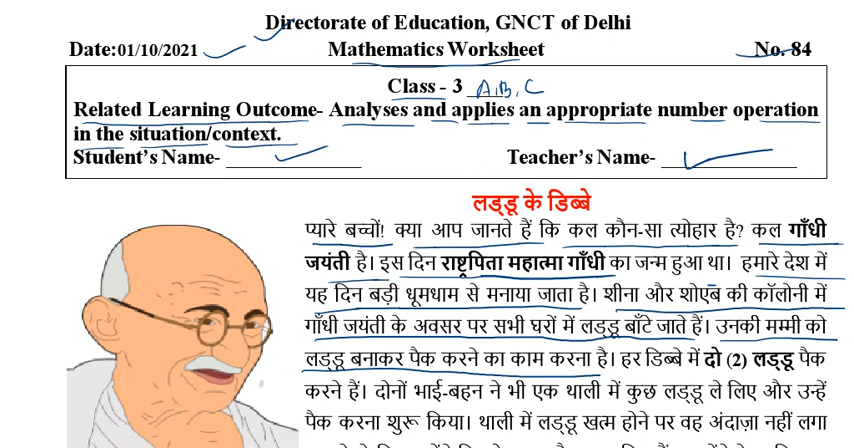 Directorate of Education, GNCT of Delhi
Date:01/10/2021 Mathematics Worksheet No. 84
Class - 3 A, B, C
Related Learning Outcome- Analyses and applies an appropriate number operation
in the situation/context.
Student's Name- Teacher's Name-
लड्डू के डिब्बे
प्यारे बच्चों! क्या आप जानते हैं कि कल कौन-सा त्योहार है? कल गाँधी
जयंती है। इस दिन राष्ट्रपिता महात्मा गाँधी का जन्म हुआ था। हमारे देश में
यह दिन बड़ी धूमधाम से मनाया जाता है। शीना और शोएब की कॉलोनी में
गाँधी जयंती के अवसर पर सभी घरों में लड्डू बाँटे जाते हैं। उनकी मम्मी को
लड्डू बनाकर पैक करने का काम करना है। हर डिब्बे में दो (2) लड्डू पैक
करने हैं। दोनों भाई-बहन ने भी एक थाली में कुछ लड्डू ले लिए और उन्हें
पैक करना शुरू किया। थाली में लड्डू खत्म होने पर वह अंदाज़ा नहीं लगा